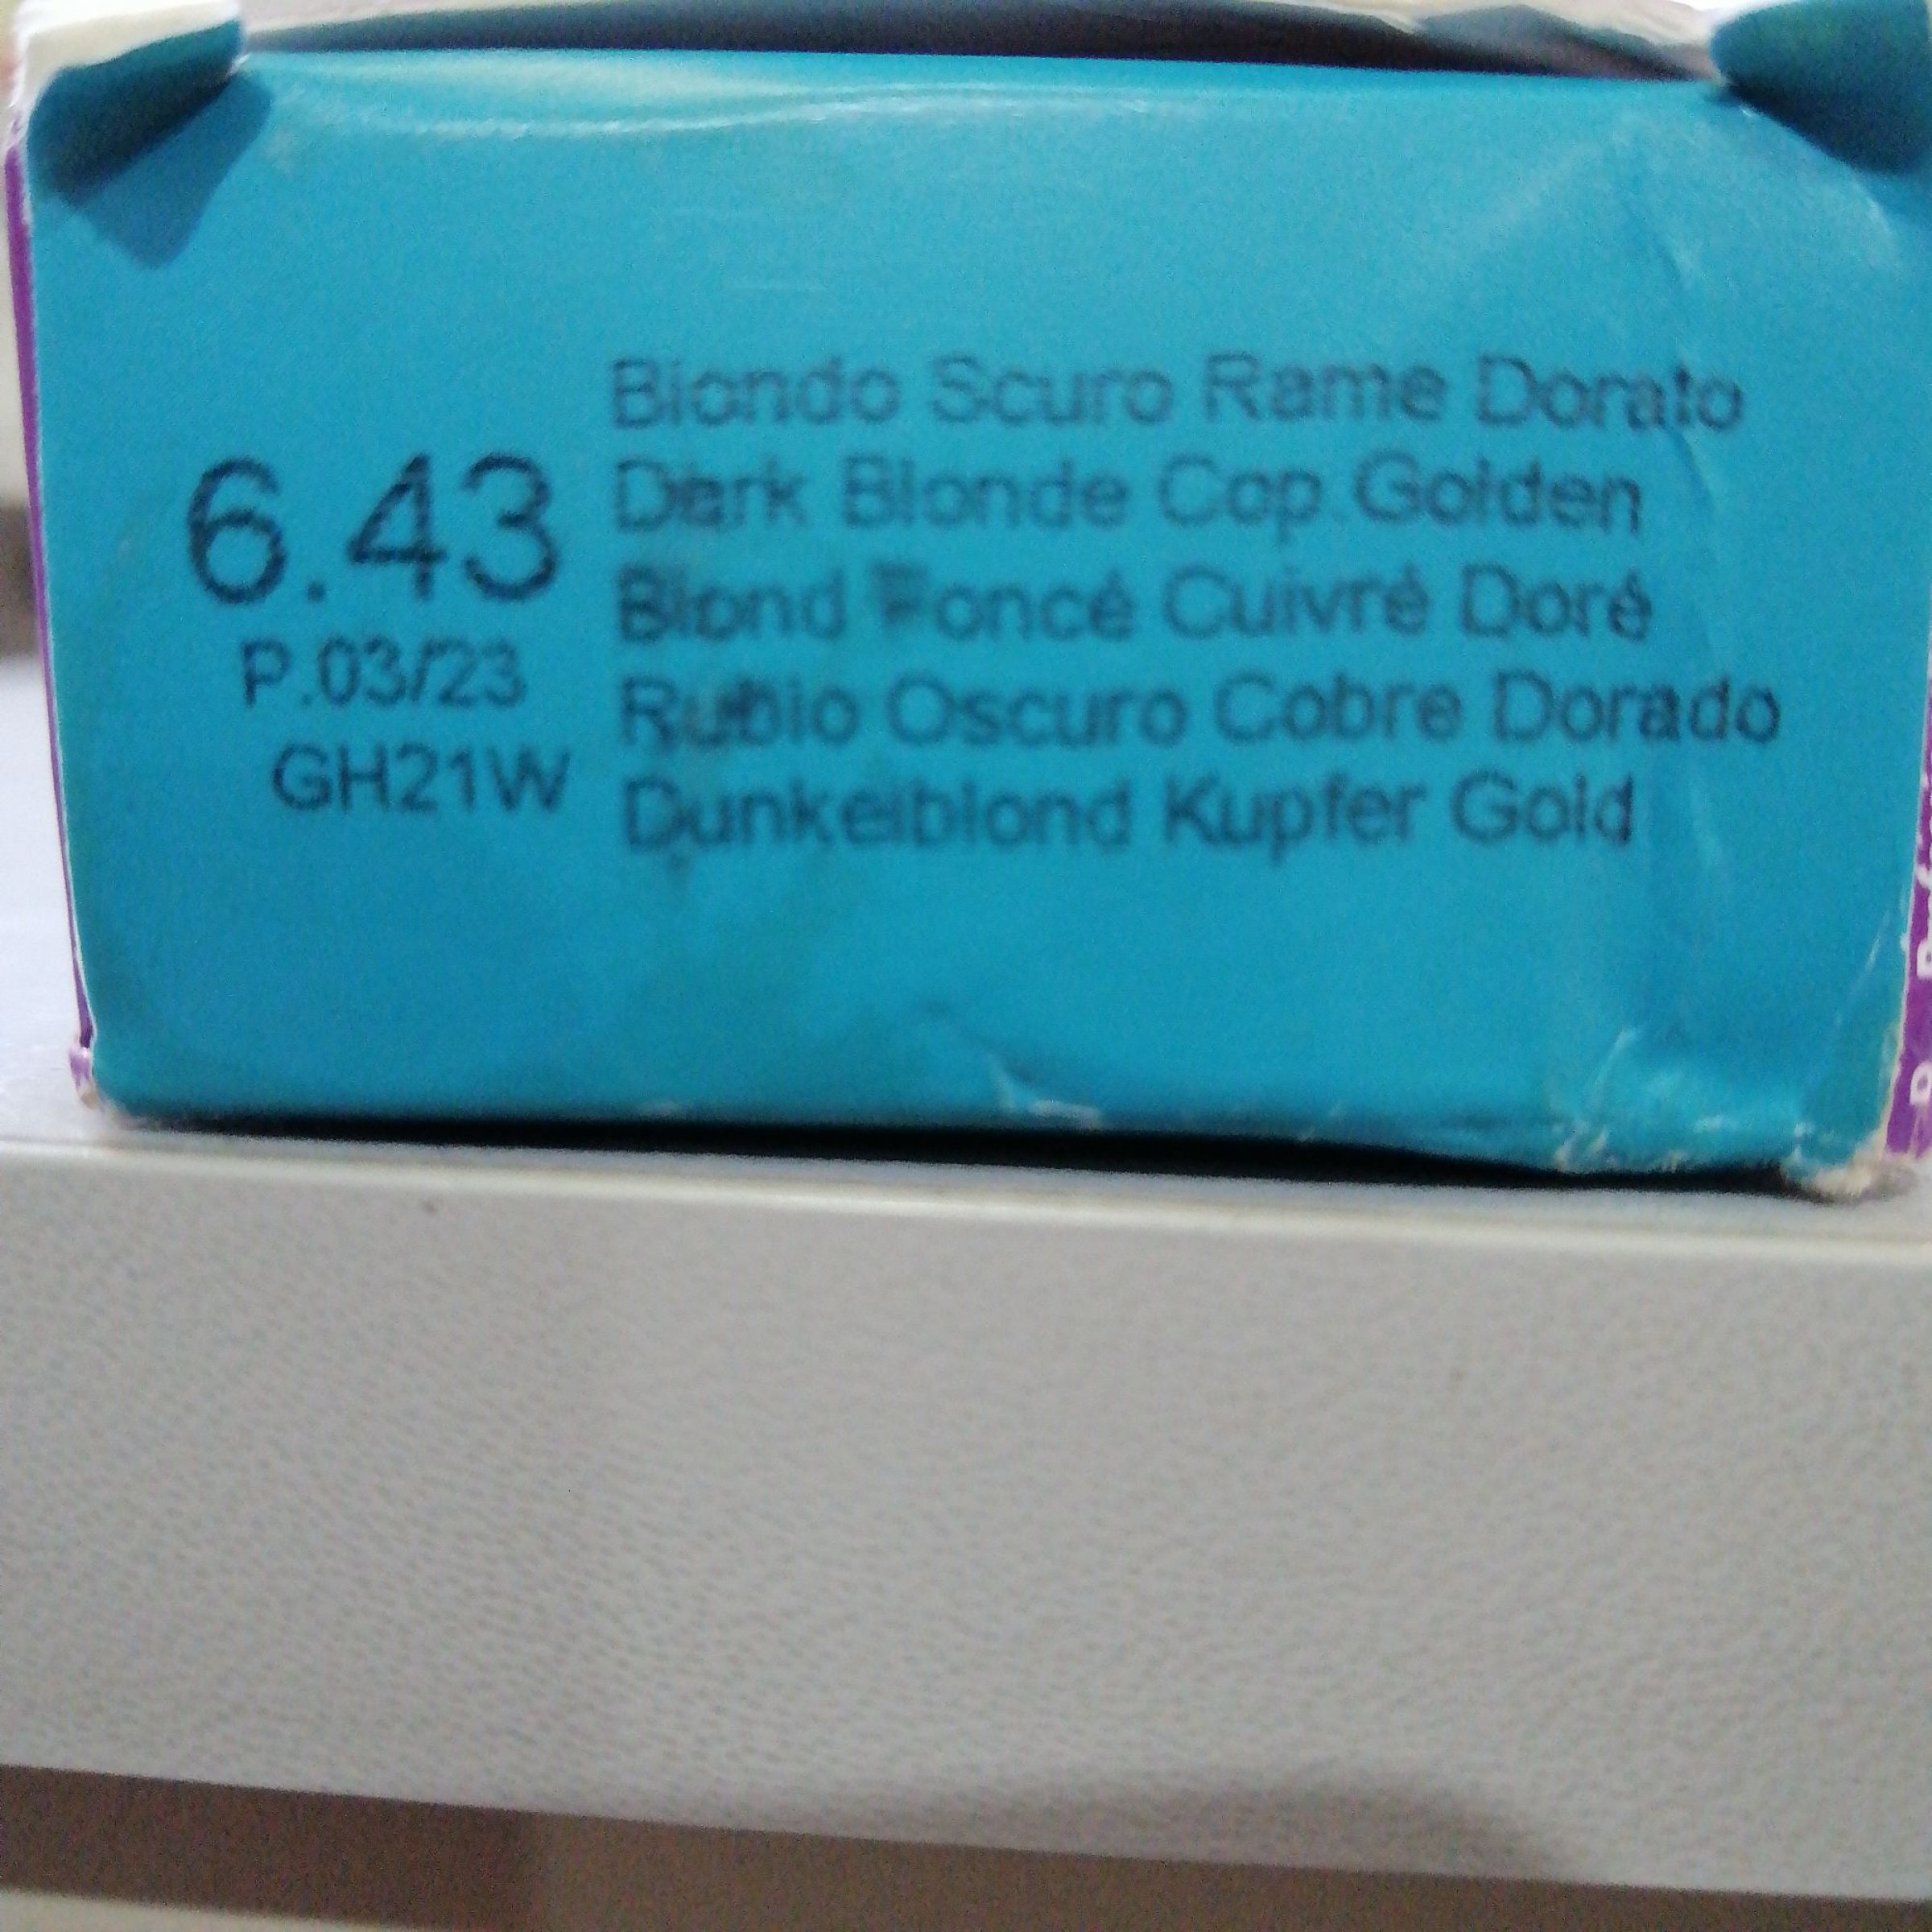 6.43
P.03/23
GH21W
Biondo Scuro Rame Dorato
Dark Blonde Cop.Golden
Blond Foncé Cuivré Doré
Rubio Oscuro Cobre Dorado
Dunkelblond Kupfer Gold